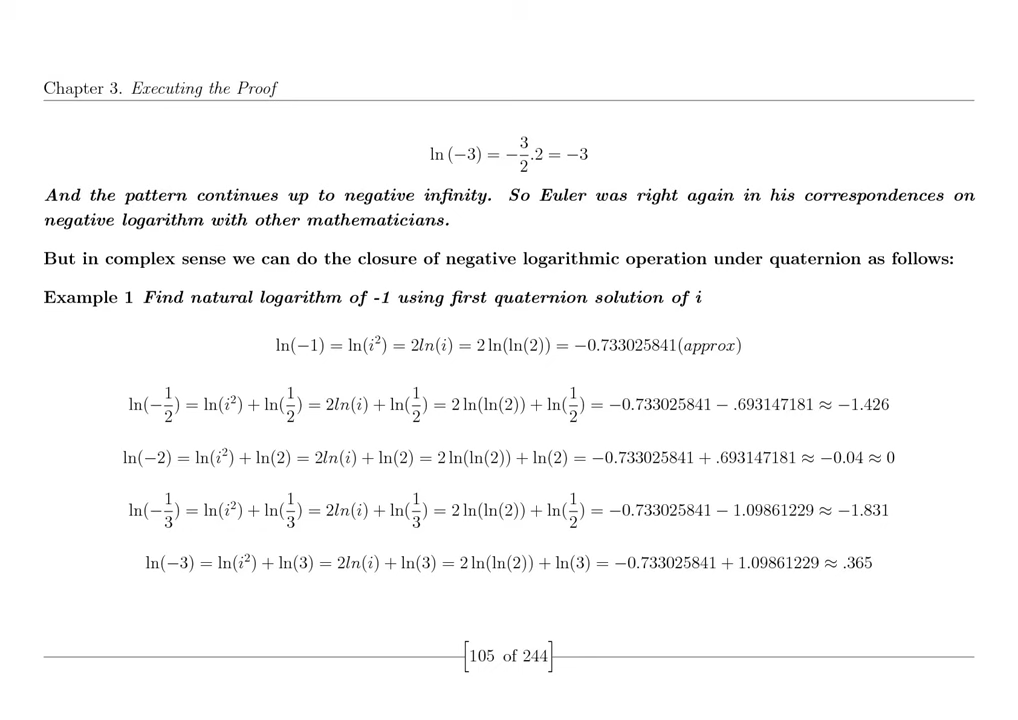 Chapter 3. Executing the Proof
ln (−3) = −3/2.2 = −3
And the pattern continues up to negative infinity. So Euler was right again in his correspondences on
negative logarithm with other mathematicians.
But in complex sense we can do the closure of negative logarithmic operation under quaternion as follows:
Example 1 Find natural logarithm of -1 using first quaternion solution of i
ln(−1) = ln(i²) = 2ln(i) = 2 ln(ln(2)) = −0.733025841(approx)
ln(−1/2) = ln(i²) + ln(1/2) = 2ln(i) + ln(1/2) = 2 ln(ln(2)) + ln(1/2) = −0.733025841 − .693147181 ≈ −1.426
ln(−2) = ln(i²) + ln(2) = 2ln(i) + ln(2) = 2 ln(ln(2)) + ln(2) = −0.733025841 + .693147181 ≈ −0.04 ≈ 0
ln(−1/3) = ln(i²) + ln(1/3) = 2ln(i) + ln(1/3) = 2 ln(ln(2)) + ln(1/2) = −0.733025841 − 1.09861229 ≈ −1.831
ln(−3) = ln(i²) + ln(3) = 2ln(i) + ln(3) = 2 ln(ln(2)) + ln(3) = −0.733025841 + 1.09861229 ≈ .365
[105 of 244]